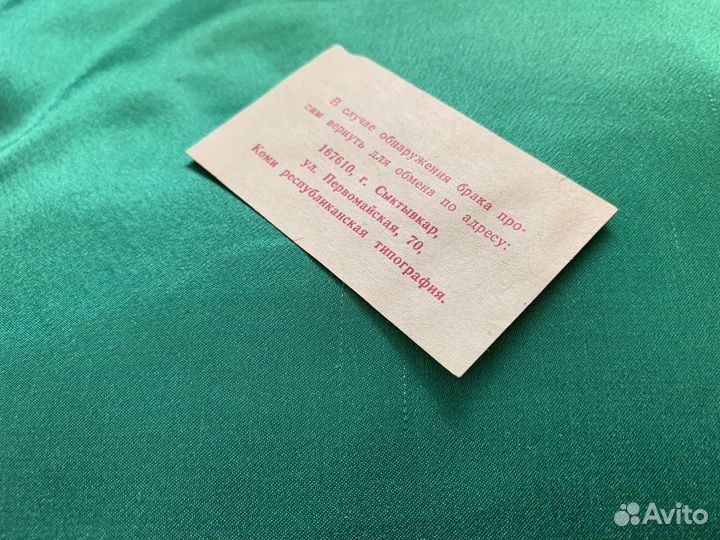 В случае обнаружения брака про-
сим вернуть для обмена по адресу:
167610, г. Сыктывкар,
ул. Первомайская, 70,
Коми республиканская типография.
Avito